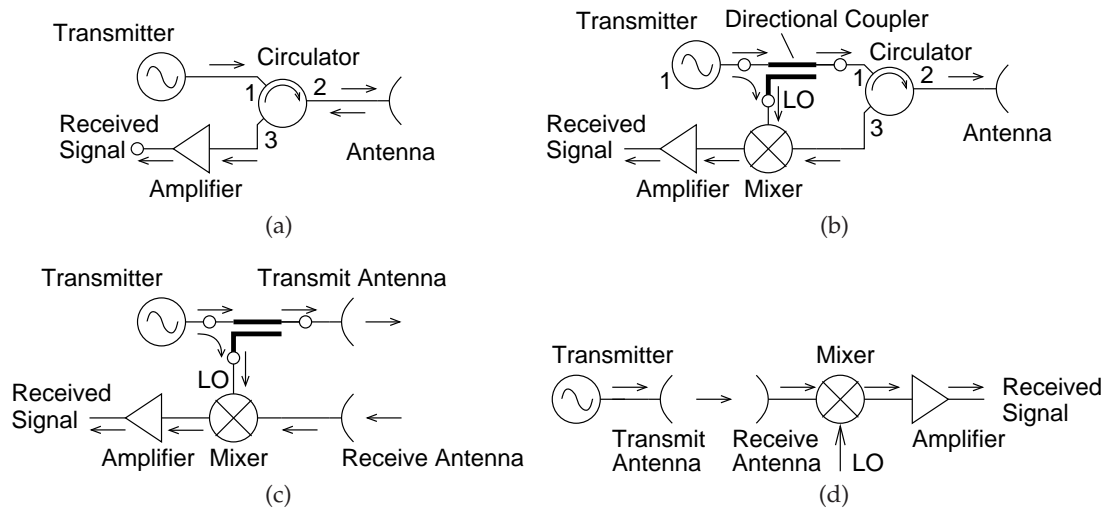 Transmitter
Circulator
1
2
3
Received
Signal
Amplifier
Antenna
(a)
Directional Coupler
Transmitter
Circulator
1
1
2
LO
3
Received
Signal
Amplifier
Mixer
Antenna
(b)
Transmitter
Transmit Antenna
LO
Received
Signal
Amplifier
Mixer
Receive Antenna
(c)
Transmitter
Mixer
Received
Signal
Transmit
Antenna
Receive
Antenna
LO
Amplifier
(d)